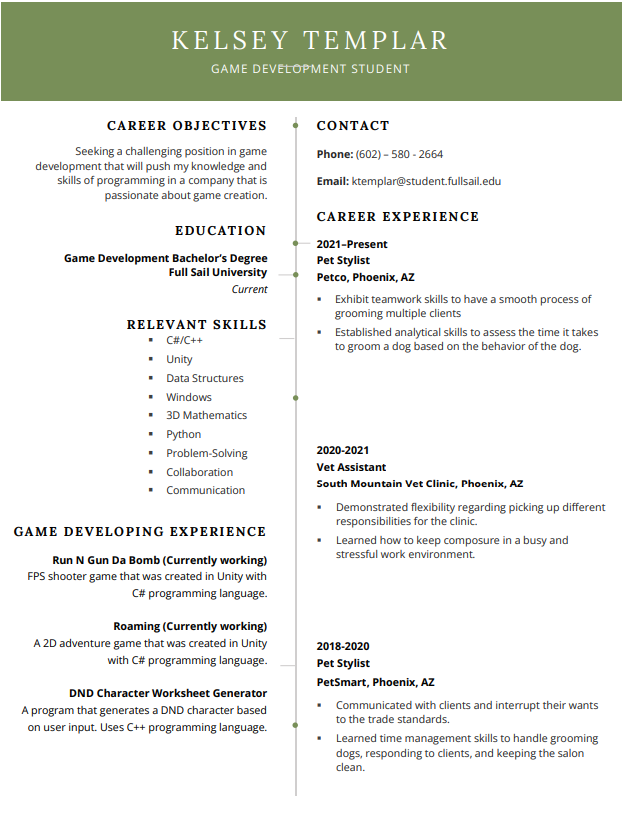 KELSEY TEMPLAR
GAME DEVELOPMENT STUDENT
CAREER OBJECTIVES
Seeking a challenging position in game
development that will push my knowledge and
skills of programming in a company that is
passionate about game creation.
EDUCATION
Game Development Bachelor's Degree
Full Sail University
Current
RELEVANT SKILLS
▪ C#/C++
▪ Unity
▪ Data Structures
▪ Windows
▪ 3D Mathematics
▪ Python
▪ Problem-Solving
▪ Collaboration
▪ Communication
GAME DEVELOPING EXPERIENCE
Run N Gun Da Bomb (Currently working)
FPS shooter game that was created in Unity with
C# programming language.
Roaming (Currently working)
A 2D adventure game that was created in Unity
with C# programming language.
DND Character Worksheet Generator
A program that generates a DND character based
on user input. Uses C++ programming language.
CONTACT
Phone: (602) – 580 - 2664
Email: ktemplar@student.fullsail.edu
CAREER EXPERIENCE
2021–Present
Pet Stylist
Petco, Phoenix, AZ
▪ Exhibit teamwork skills to have a smooth process of
grooming multiple clients
▪ Established analytical skills to assess the time it takes
to groom a dog based on the behavior of the dog.
2020-2021
Vet Assistant
South Mountain Vet Clinic, Phoenix, AZ
▪ Demonstrated flexibility regarding picking up different
responsibilities for the clinic.
▪ Learned how to keep composure in a busy and
stressful work environment.
2018-2020
Pet Stylist
PetSmart, Phoenix, AZ
▪ Communicated with clients and interrupt their wants
to the trade standards.
▪ Learned time management skills to handle grooming
dogs, responding to clients, and keeping the salon
clean.